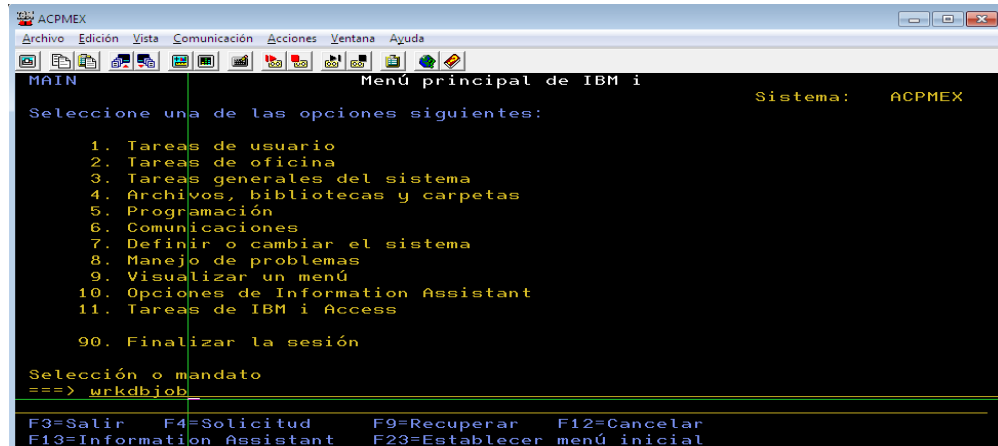 ACPMEX
Archivo Edición Vista Comunicación Acciones Ventana Ayuda
MAIN Menú principal de IBM i
Sistema: ACPMEX
Seleccione una de las opciones siguientes:
1. Tareas de usuario
2. Tareas de oficina
3. Tareas generales del sistema
4. Archivos, bibliotecas y carpetas
5. Programación
6. Comunicaciones
7. Definir o cambiar el sistema
8. Manejo de problemas
9. Visualizar un menú
10. Opciones de Information Assistant
11. Tareas de IBM i Access
90. Finalizar la sesión
Selección o mandato
===> wrkdbjob_
F3=Salir F4=Solicitud F9=Recuperar F12=Cancelar
F13=Information Assistant F23=Establecer menú inicial